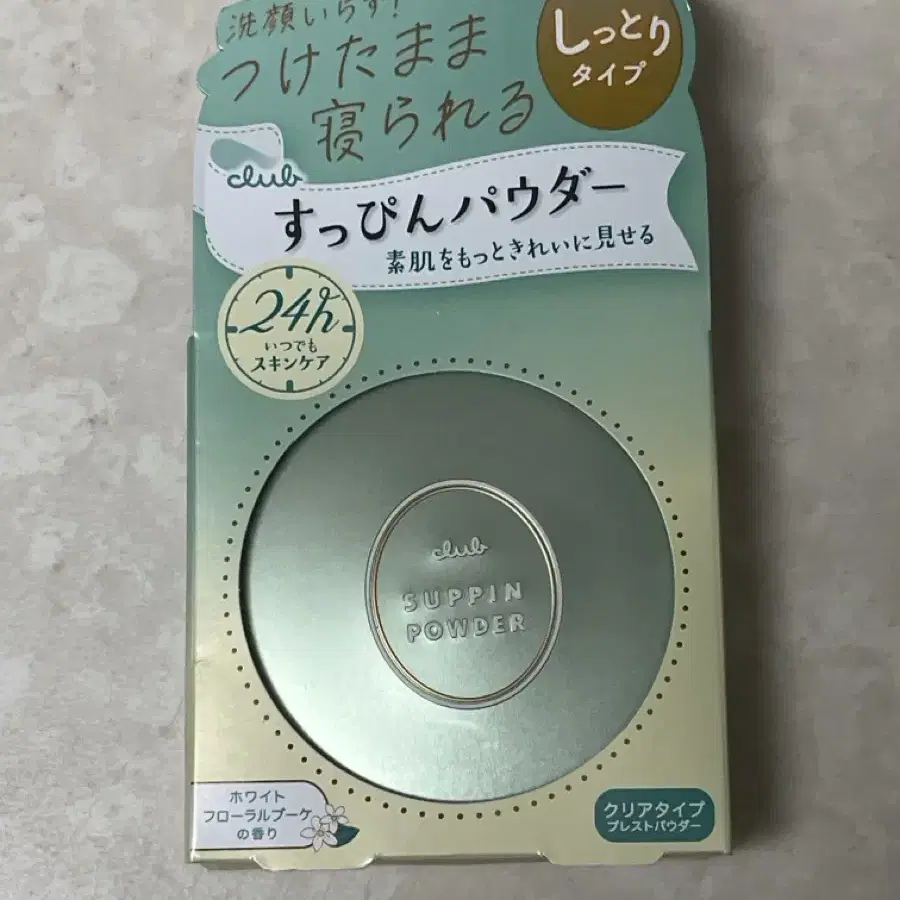 洗顔いらず!
つけたまま
寝られる
しっとり
タイプ
club
すっぴんパウダー
素肌をもっときれいに見せる
24h
いつでも
スキンケア
club
SUPPIN
POWDER
ホワイト
フローラルブーケ
の香り
クリアタイプ
プレストパウダー